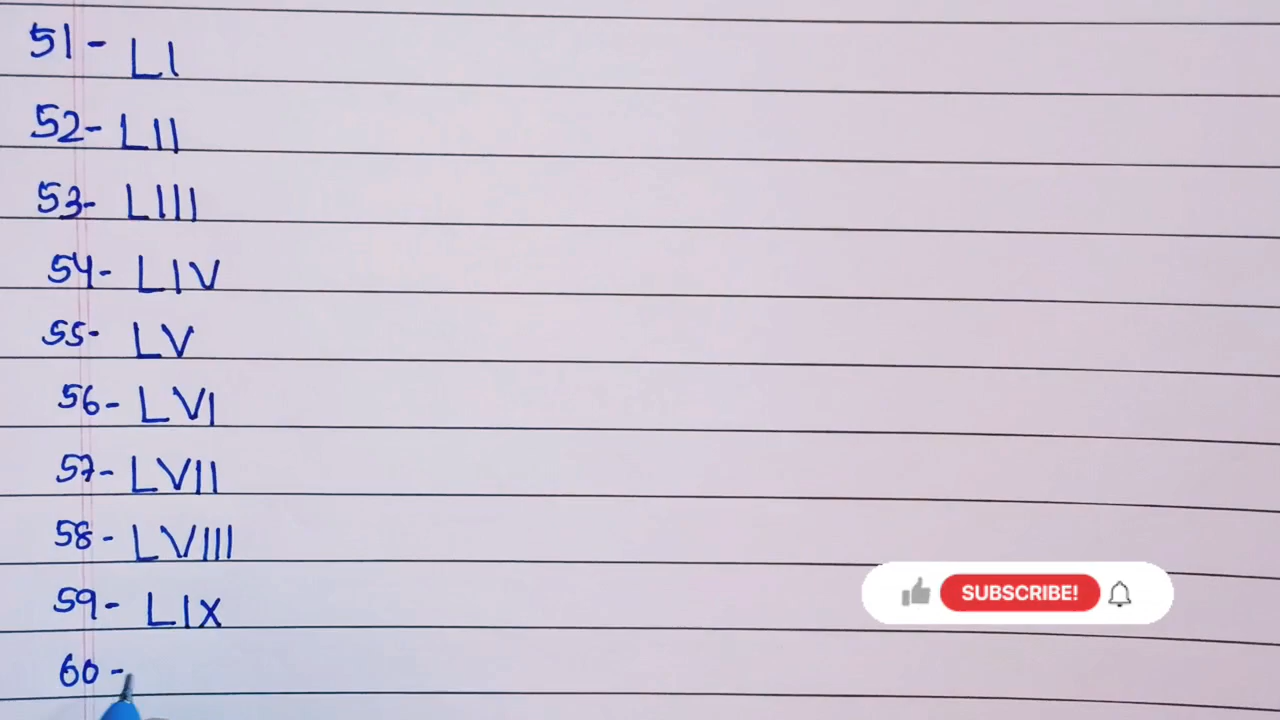 51- LI
52- LII
53- LIII
54- LIV
55- LV
56- LVI
57- LVII
58- LVIII
59- LIX
SUBSCRIBE!
60-